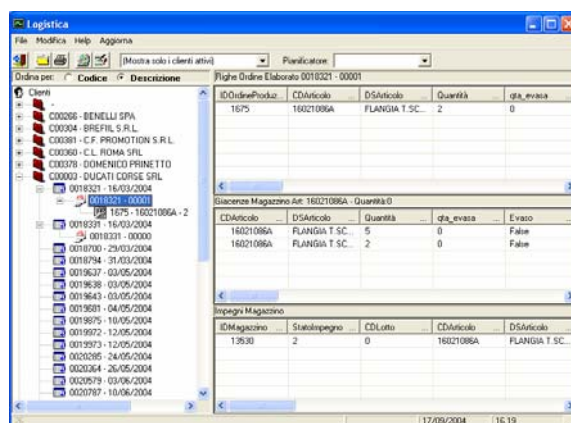 Logistica
File Modifica Help Aggiorna
(Mostra solo i clienti attivi) Pianificatore:
Ordina per: Codice Descrizione
Clienti
-
C00266 - BENELLI SPA
C00304 - BREFIL S.R.L.
C00381 - C.F. PROMOTION S.R.L.
C00360 - C.L. ROMA SRL
C00378 - DOMENICO PRINETTO
C00003 - DUCATI CORSE SRL
0018321 - 16/03/2004
0018321 - 00001
1675 - 16021086A - 2
0018331 - 16/03/2004
0018331 - 00000
0018700 - 29/03/2004
0018794 - 31/03/2004
0019637 - 03/05/2004
0019638 - 03/05/2004
0019643 - 03/05/2004
0019681 - 04/05/2004
0019875 - 10/05/2004
0019972 - 12/05/2004
0019973 - 12/05/2004
0020285 - 24/05/2004
0020364 - 26/05/2004
0020579 - 03/06/2004
0020787 - 10/06/2004
Righe Ordine Elaborato 0018321 - 00001
IDOrdineProduz... CDArticolo ... DSArticolo ... Quantità ... qta_evasa ...
1675 16021086A FLANGIA T.SC... 2 0
Giacenze Magazzino Art: 16021086A - Quantità:0
CDArticolo ... DSArticolo ... Quantità ... qta_evasa ... Evaso ...
16021086A FLANGIA T.SC... 5 0 False
16021086A FLANGIA T.SC... 2 0 False
Impegni Magazzino
IDMagazzino ... StatoImpegno ... CDLotto ... CDArticolo ... DSArticolo ...
13530 2 0 16021086A FLANGIA T.SC...
17/09/2004 16.19